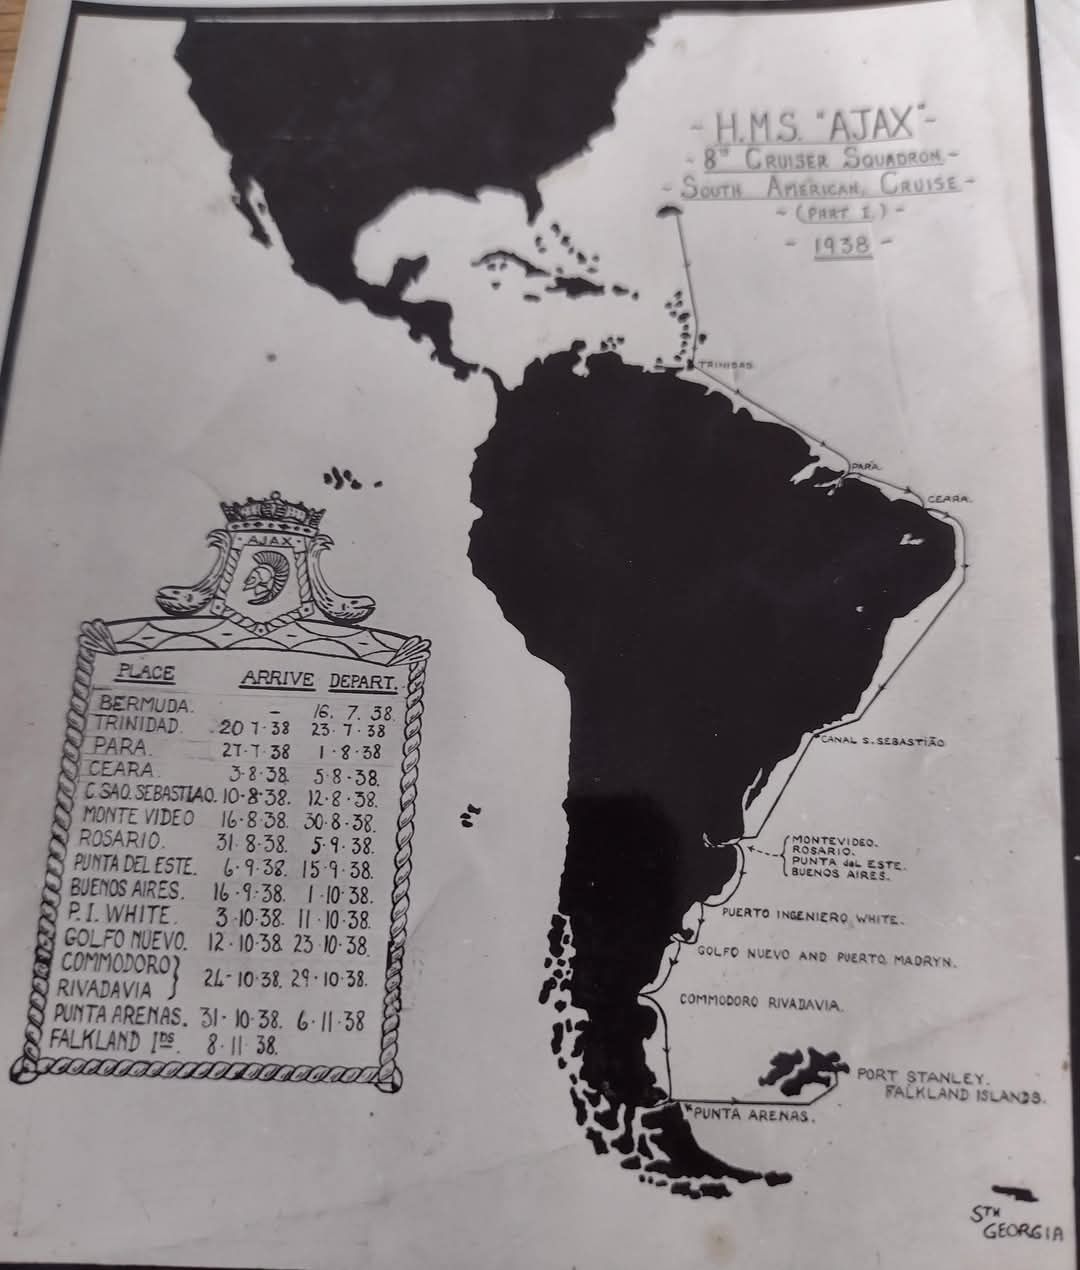 - H.M.S. "AJAX" -
- 8TH CRUISER SQUADRON -
- SOUTH AMERICAN, CRUISE -
- (PART I.) -
- 1938 -
TRINIDAD.
PARA.
CEARA.
CANAL S. SEBASTIÃO
MONTEVIDEO.
ROSARIO.
PUNTA del ESTE.
BUENOS AIRES.
PUERTO INGENIERO WHITE.
GOLFO NUEVO AND PUERTO MADRYN.
COMMODORO RIVADAVIA.
PORT STANLEY.
FALKLAND ISLANDS.
PUNTA ARENAS.
STH
GEORGIA
·AJAX·
PLACE ARRIVE DEPART.
BERMUDA. - 16. 7. 38.
TRINIDAD. 20 7·38 23·7·38
PARA. 27·7·38 1·8·38
CEARA. 3·8·38. 5·8·38.
C. SAO. SEBASTIAO. 10·8·38. 12·8·38.
MONTE VIDEO 16·8·38. 30·8·38.
ROSARIO. 31·8·38. 5·9·38.
PUNTA DEL ESTE. 6·9·38. 15·9·38.
BUENOS AIRES. 16·9·38. 1·10·38.
P. I. WHITE. 3·10·38. 11·10·38.
GOLFO NUEVO. 12·10·38. 23·10·38.
COMMODORO
RIVADAVIA } 24-10·38. 29·10·38.
PUNTA ARENAS. 31-10·38. 6·11·38
FALKLAND IDS. 8·11·38.